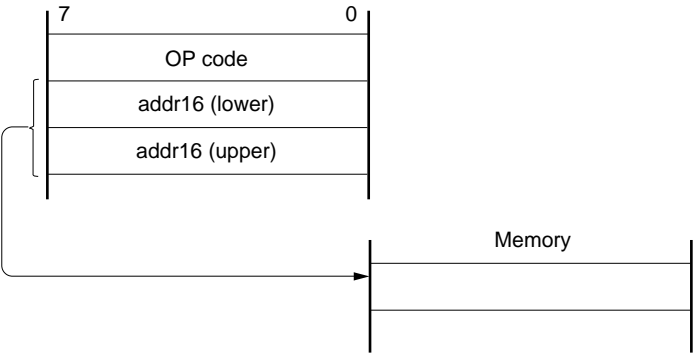 7 0
OP code
addr16 (lower)
addr16 (upper)
Memory